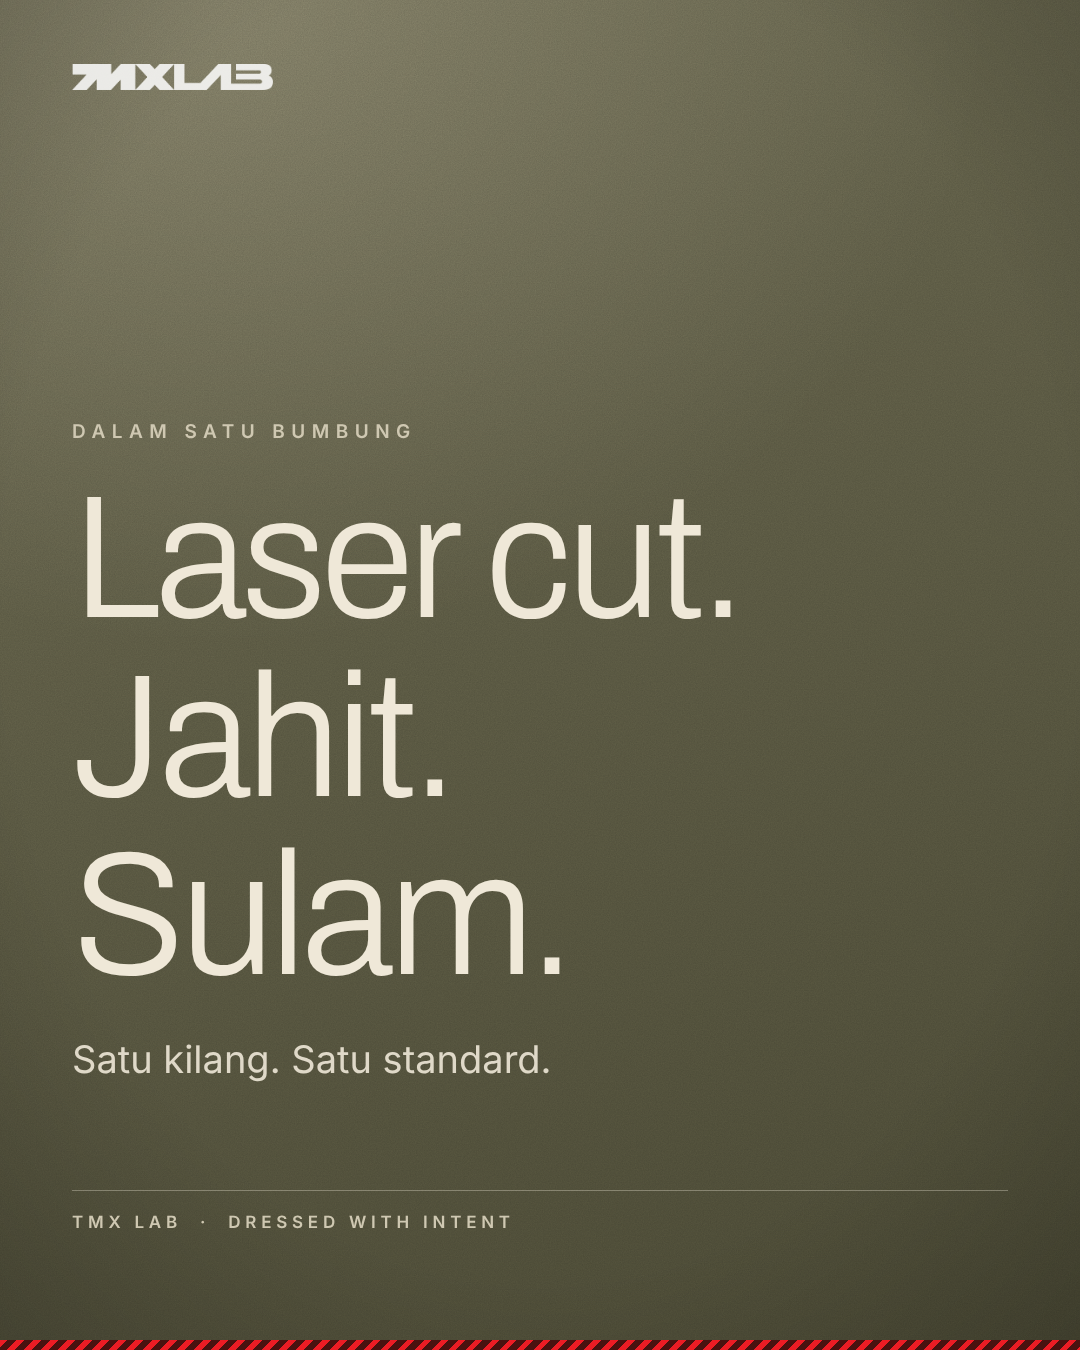 TMXLAB
DALAM SATU BUMBUNG
Laser cut.
Jahit.
Sulam.
Satu kilang. Satu standard.
TMX LAB · DRESSED WITH INTENT